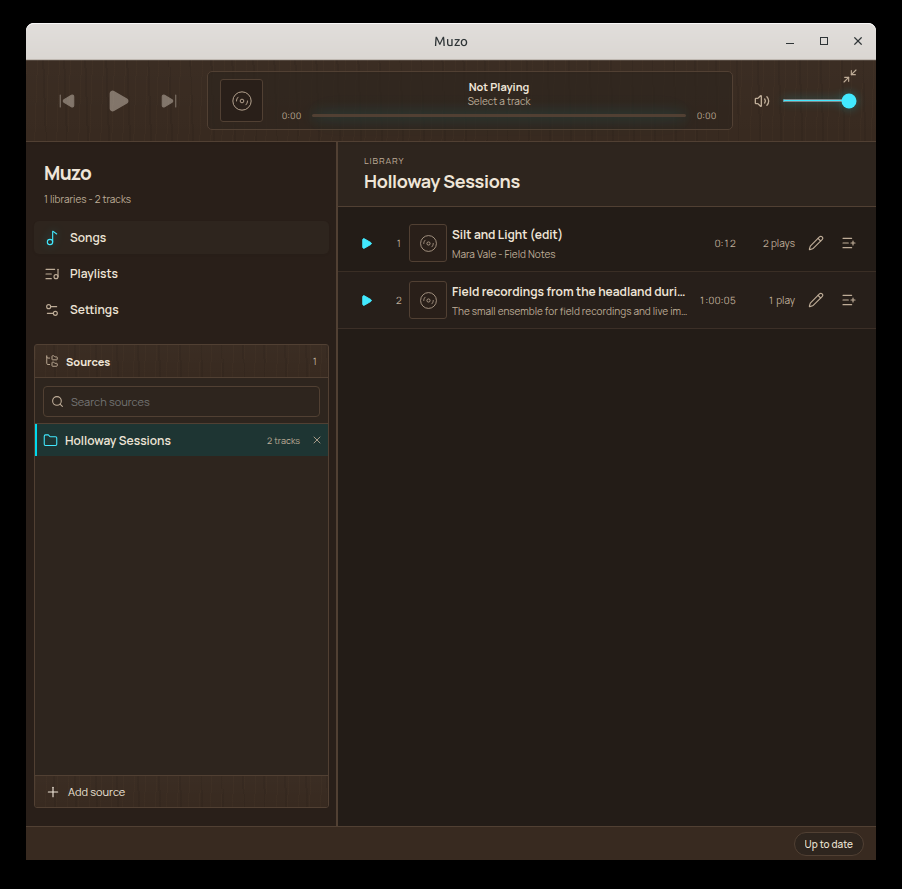 Muzo
Not Playing
Select a track
0:00
0:00
Muzo
1 libraries - 2 tracks
Songs
Playlists
Settings
Sources
1
Search sources
Holloway Sessions
2 tracks
Add source
LIBRARY
Holloway Sessions
1
Silt and Light (edit)
Mara Vale - Field Notes
0:12
2 plays
2
Field recordings from the headland duri...
The small ensemble for field recordings and live im...
1:00:05
1 play
Up to date